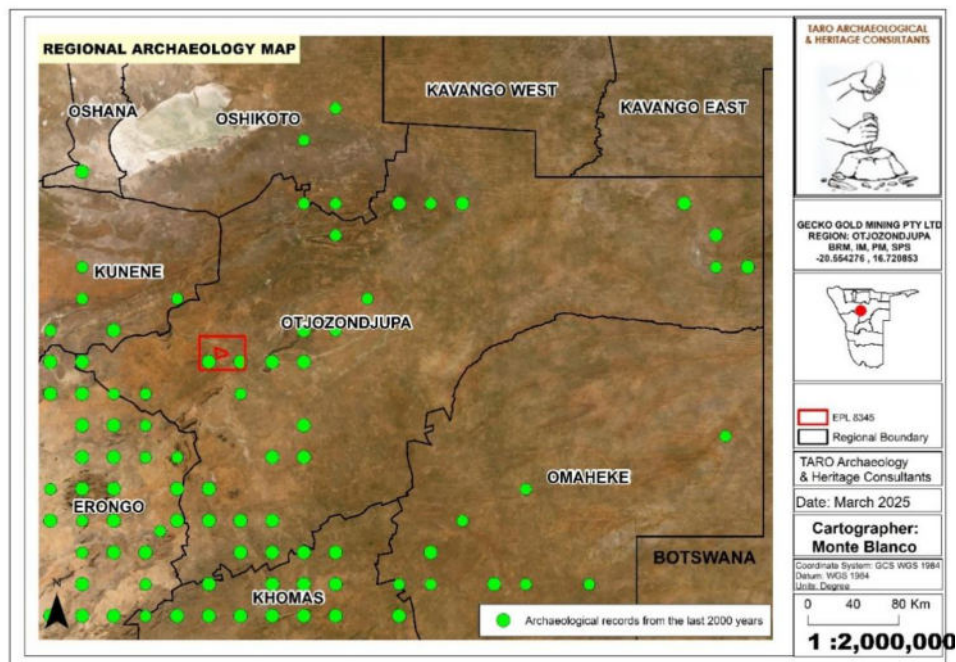 REGIONAL ARCHAEOLOGY MAP
OSHANA
OSHIKOTO
KAVANGO WEST
KAVANGO EAST
KUNENE
OTJOZONDJUPA
ERONGO
OMAHEKE
KHOMAS
BOTSWANA
N
Archaeological records from the last 2000 years
TARO ARCHAEOLOGICAL
& HERITAGE CONSULTANTS
GECKO GOLD MINING PTY LTD
REGION: OTJOZONDJUPA
BRM, IM, PM, SPS
-20.554276 , 16.720853
EPL 8345
Regional Boundary
TARO Archaeology
& Heritage Consultants
Date: March 2025
Cartographer:
Monte Blanco
Coordinate System: GCS WGS 1984
Datum: WGS 1984
Units: Degree
0 40 80 Km
1 :2,000,000